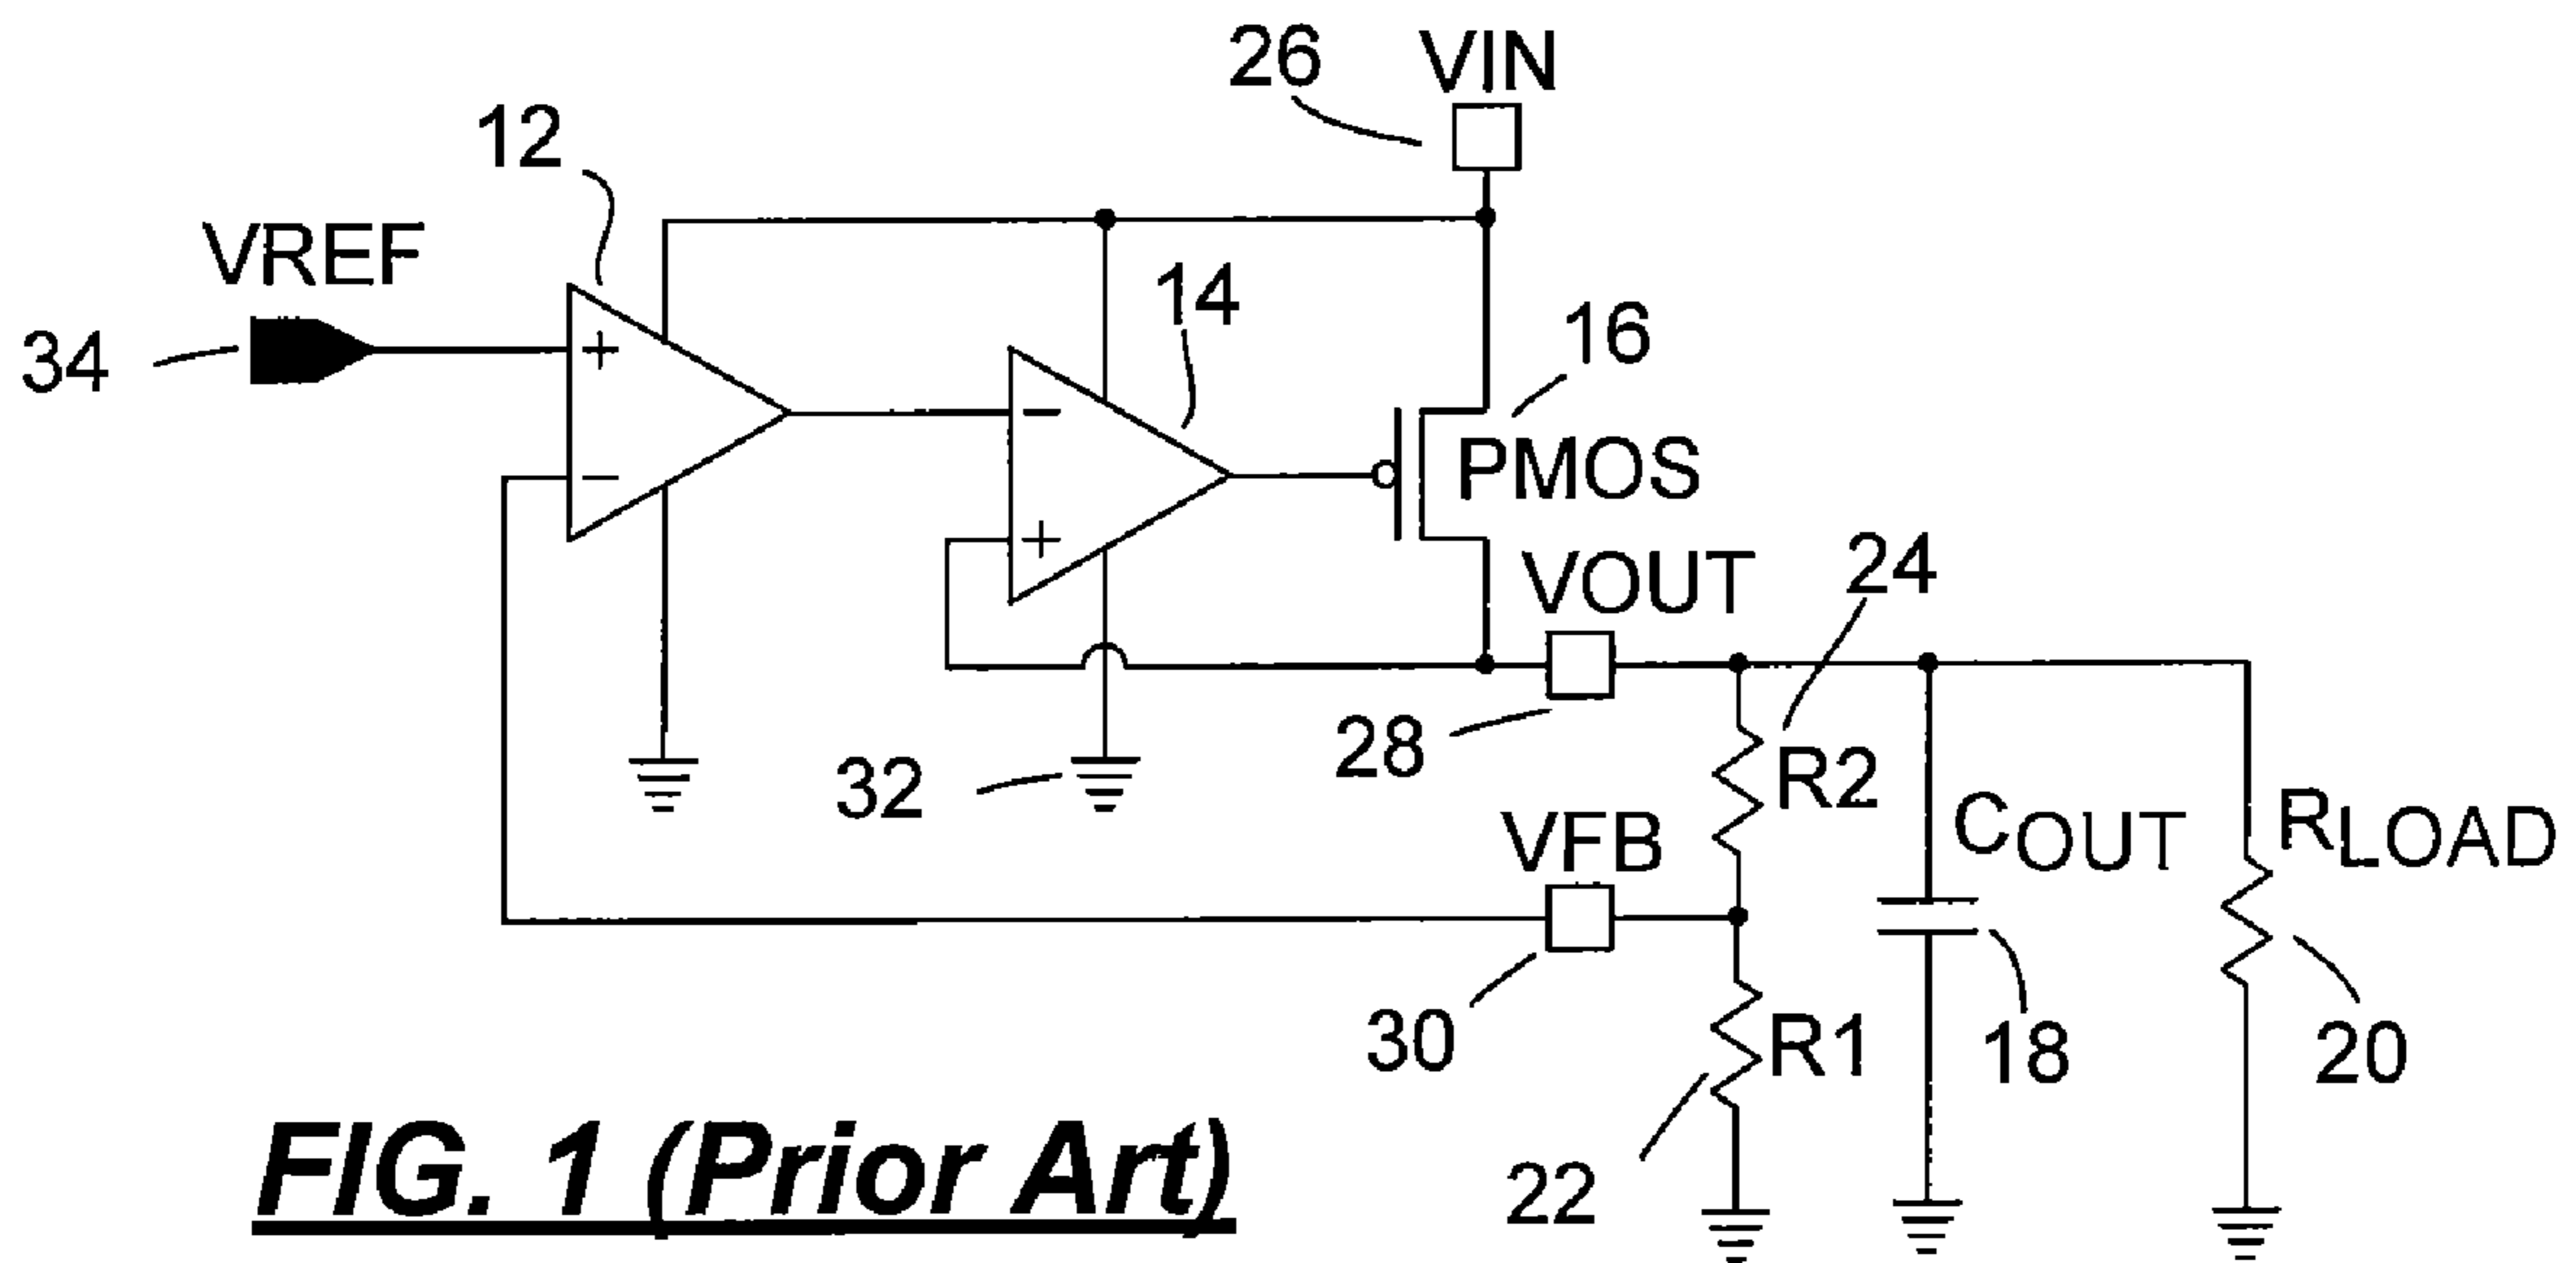 26 VIN
12
VREF
34
14
16
PMOS
+
−
−
+
VOUT
24
28
32
R2
COUT
RLOAD
VFB
30
R1
18
20
22
FIG. 1 (Prior Art)